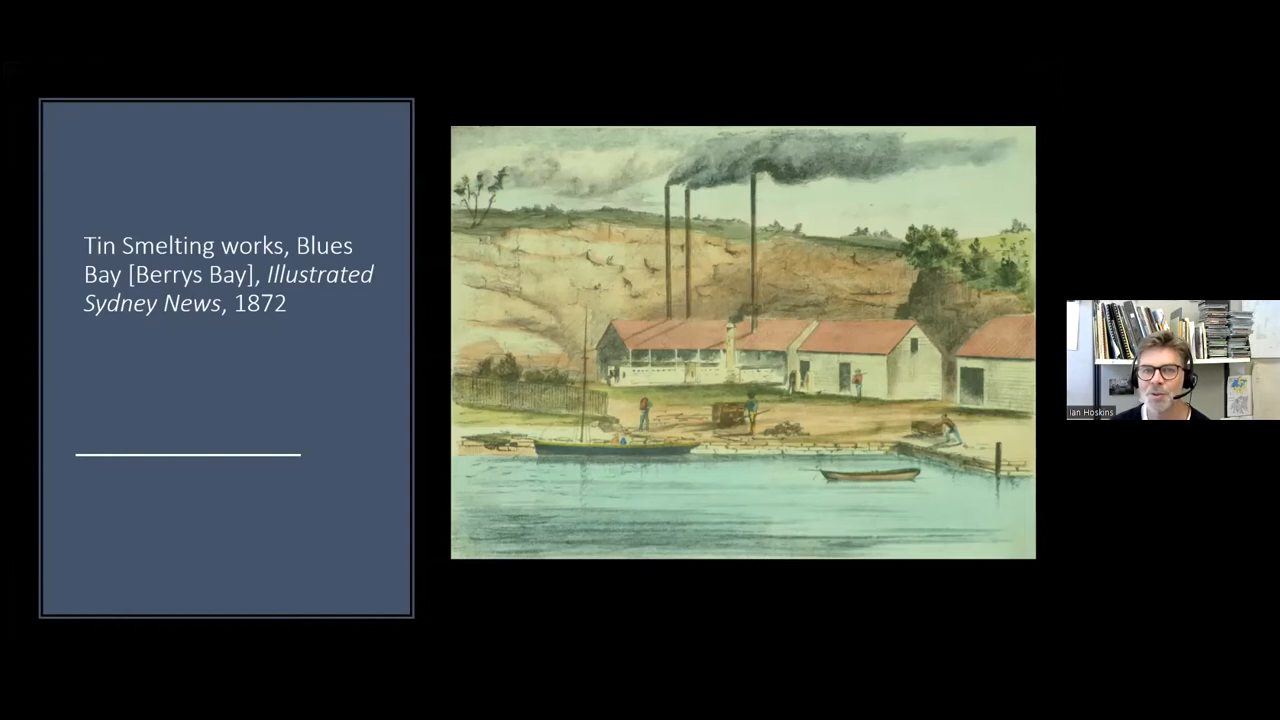 Tin Smelting works, Blues
Bay [Berrys Bay], Illustrated
Sydney News, 1872
Ian Hoskins